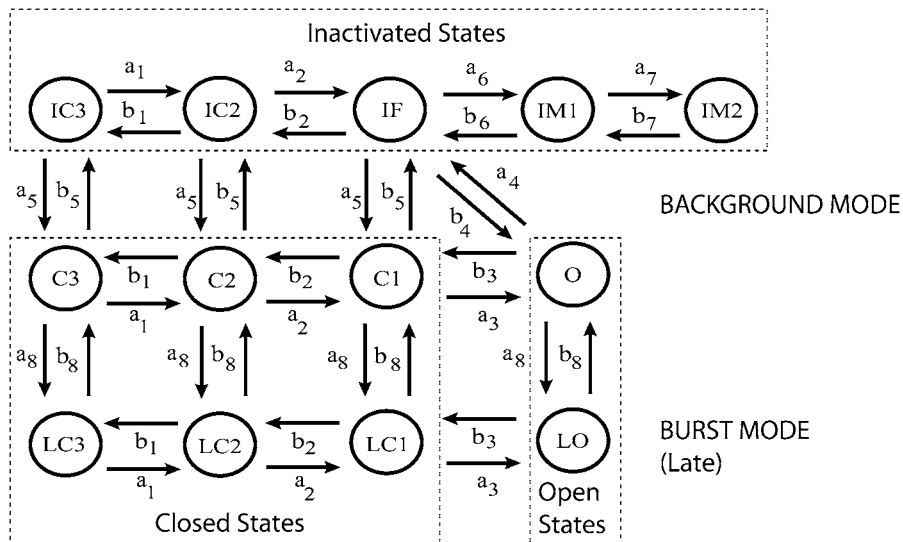 Inactivated States
a1 a2 a6 a7
IC3 IC2 IF IM1 IM2
b1 b2 b6 b7
a5 b5 a5 b5 a5 b5 a4
b4
BACKGROUND MODE
C3 C2 C1 O
b1 b2 b3
a1 a2 a3
a8 b8 a8 b8 a8 b8 a8 b8
LC3 LC2 LC1 LO
b1 b2 b3
a1 a2 a3
BURST MODE
(Late)
Closed States
Open
States